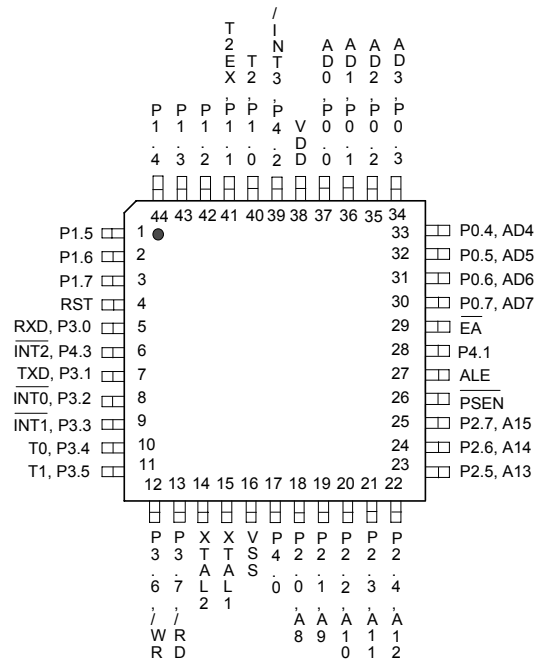 P1.4
P1.3
P1.2
T2EX,P1.1
T2,P1.0
/INT3,P4.2
VDD
AD0,P0.0
AD1,P0.1
AD2,P0.2
AD3,P0.3
44 43 42 41 40 39 38 37 36 35 34
P1.5 1
P1.6 2
P1.7 3
RST 4
RXD, P3.0 5
INT2, P4.3 6
TXD, P3.1 7
INT0, P3.2 8
INT1, P3.3 9
T0, P3.4 10
T1, P3.5 11
33 P0.4, AD4
32 P0.5, AD5
31 P0.6, AD6
30 P0.7, AD7
29 EA
28 P4.1
27 ALE
26 PSEN
25 P2.7, A15
24 P2.6, A14
23 P2.5, A13
12 13 14 15 16 17 18 19 20 21 22
P3.6,/WR
P3.7,/RD
XTAL2
XTAL1
VSS
P4.0
P2.0,A8
P2.1,A9
P2.2,A10
P2.3,A11
P2.4,A12